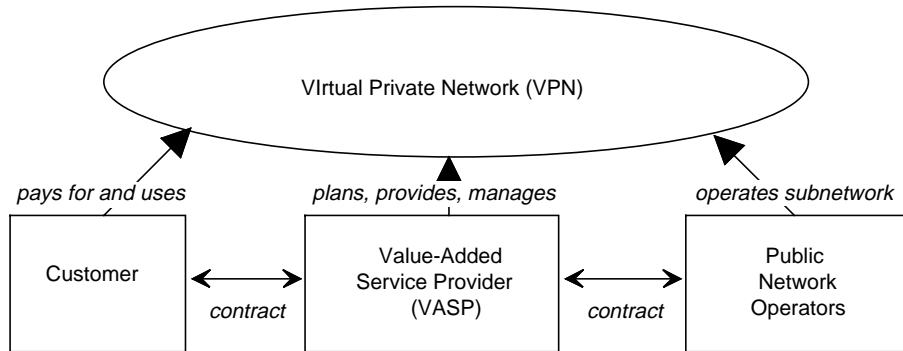 VIrtual Private Network (VPN)
pays for and uses
plans, provides, manages
operates subnetwork
Customer
Value-Added
Service Provider
(VASP)
Public
Network
Operators
contract
contract